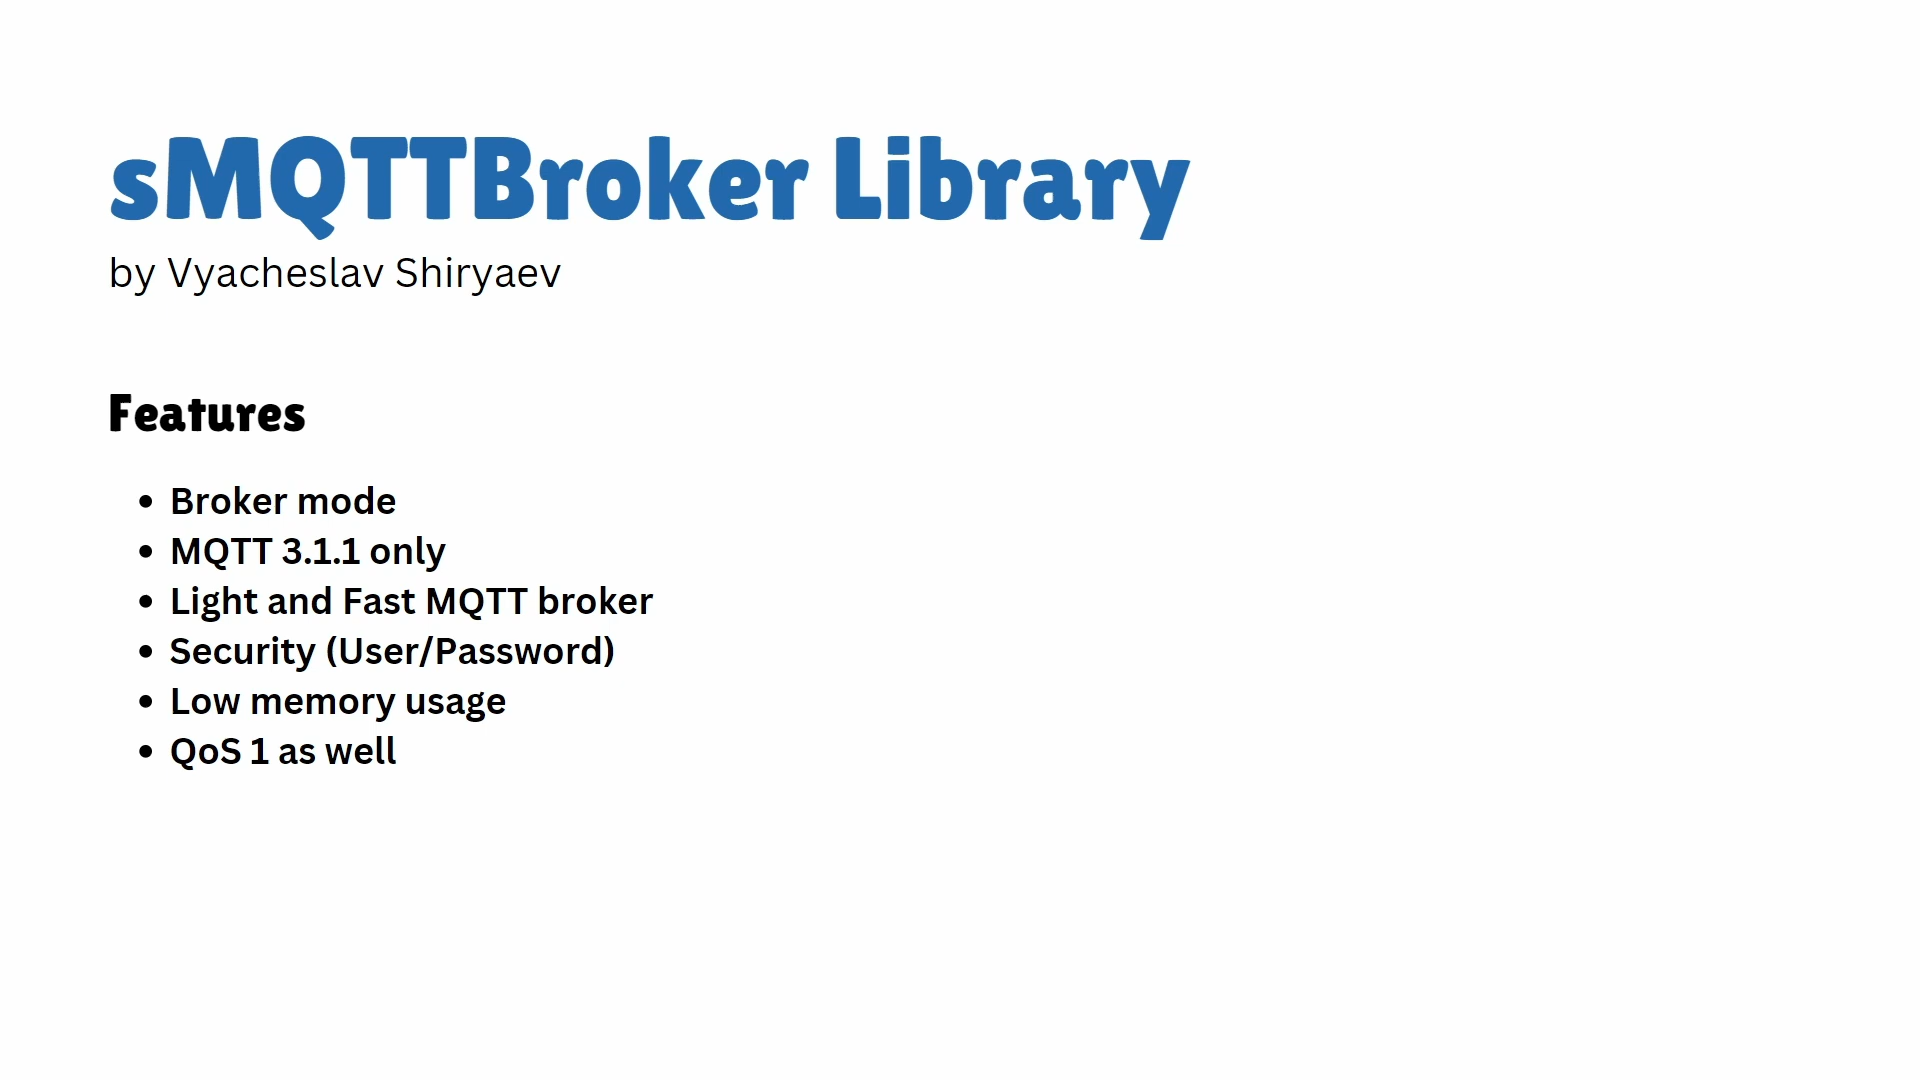 sMQTTBroker Library
by Vyacheslav Shiryaev
Features
• Broker mode
• MQTT 3.1.1 only
• Light and Fast MQTT broker
• Security (User/Password)
• Low memory usage
• QoS 1 as well